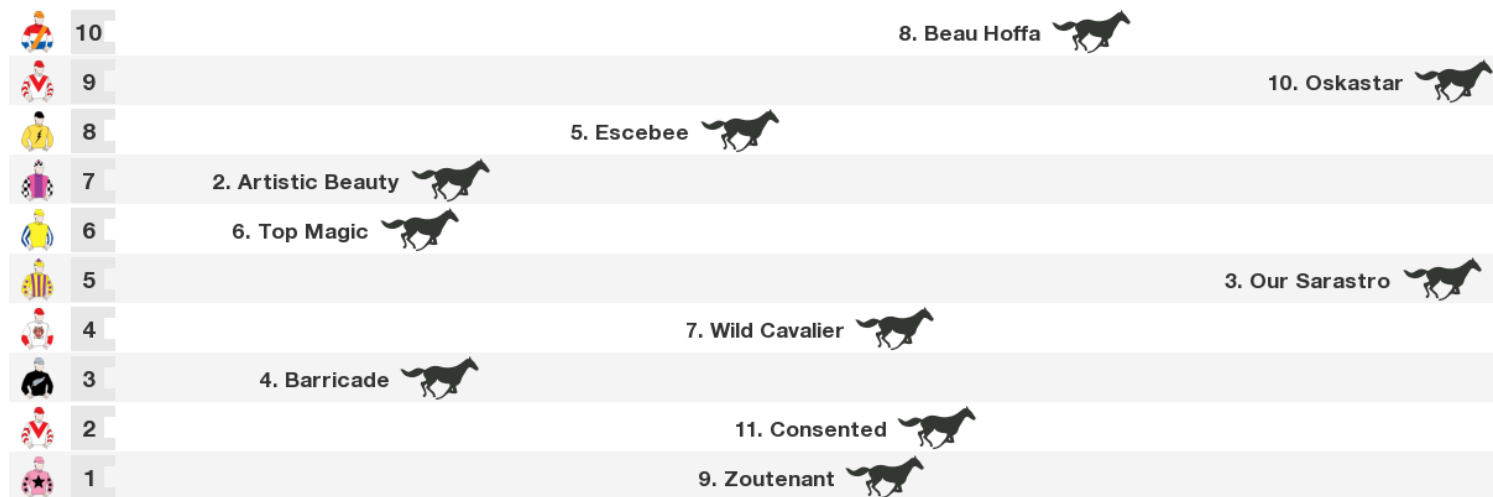 10 8. Beau Hoffa
9 10. Oskastar
8 5. Escebee
7 2. Artistic Beauty
6 6. Top Magic
5 3. Our Sarastro
4 7. Wild Cavalier
3 4. Barricade
2 11. Consented
1 9. Zoutenant